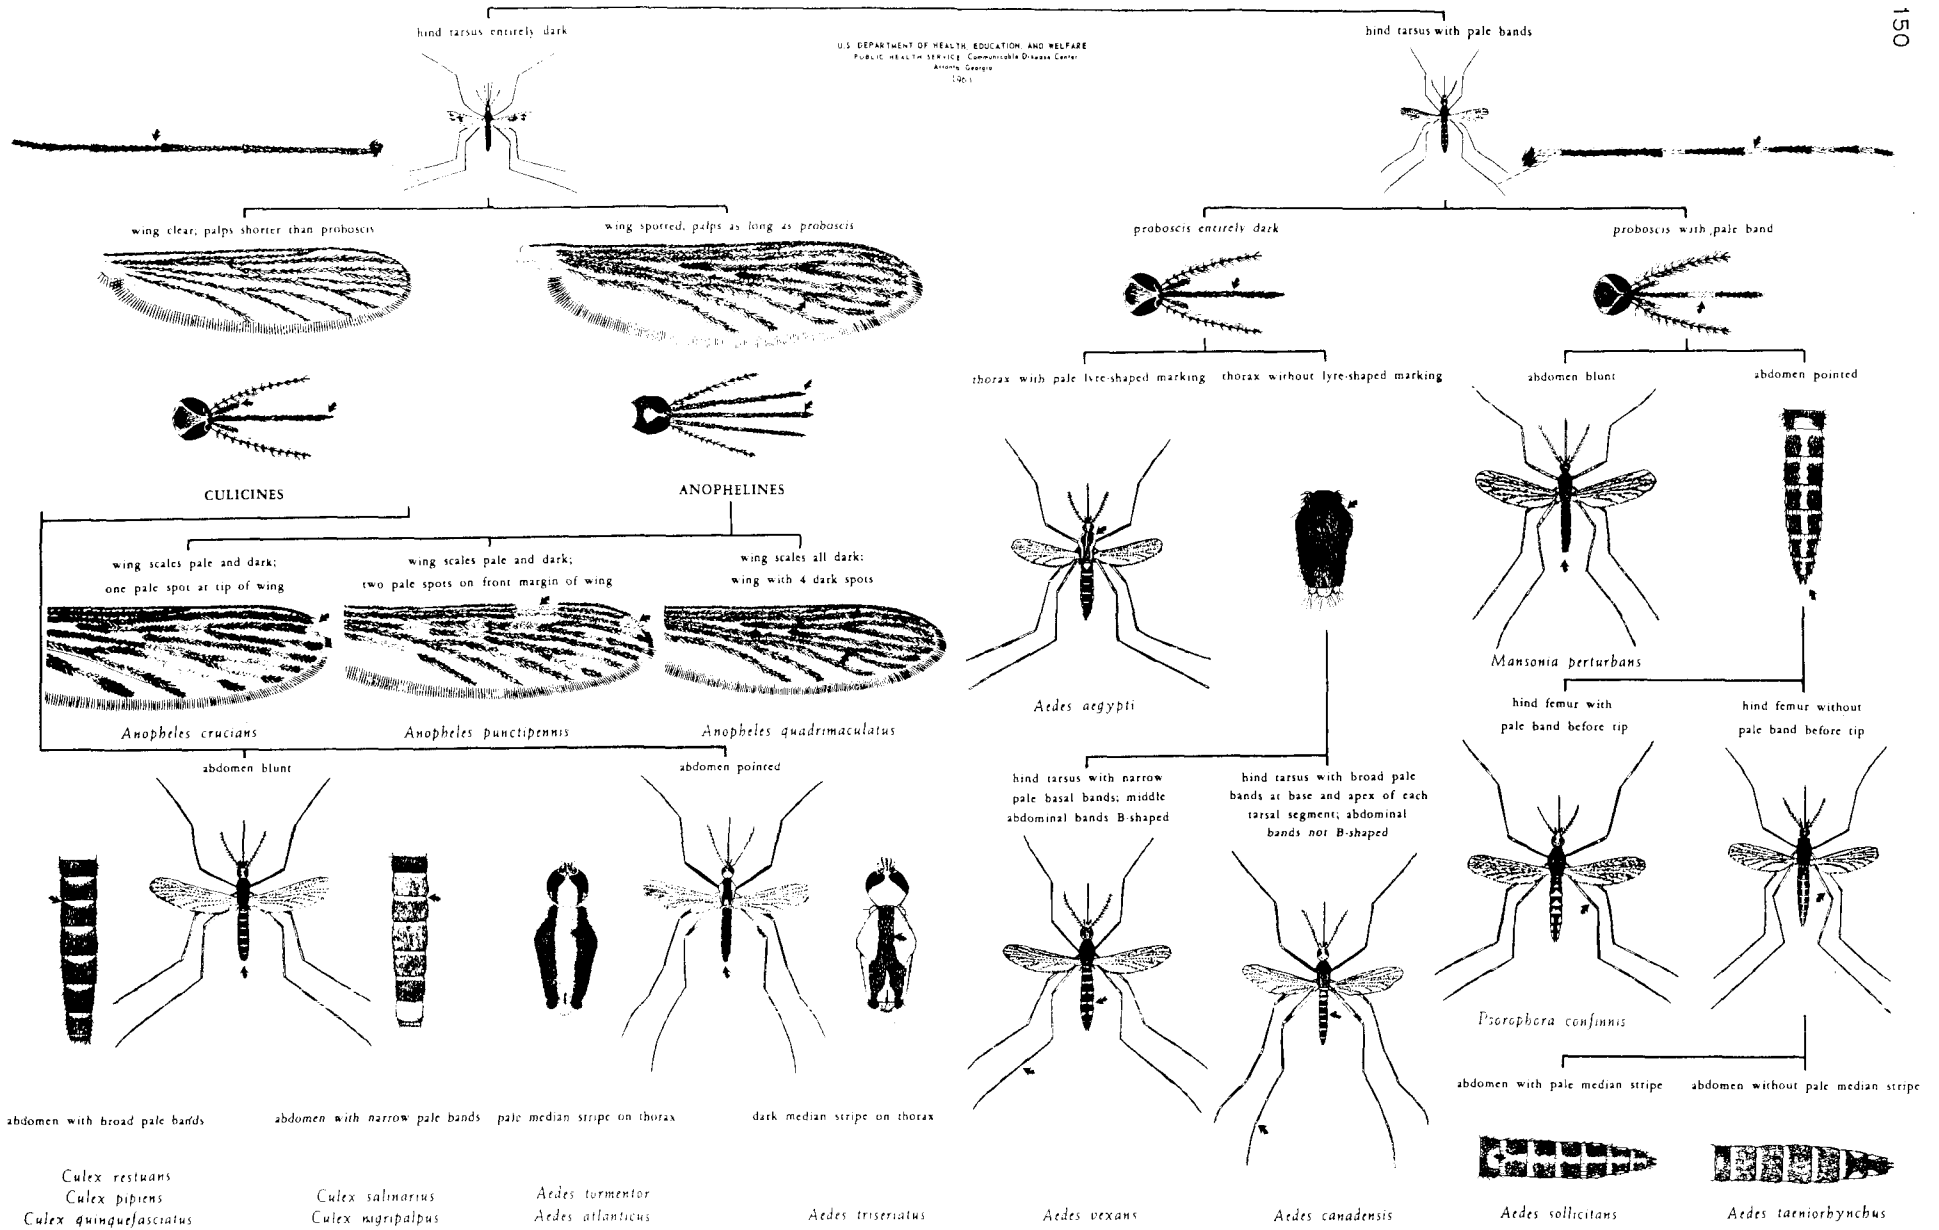 150
hind tarsus entirely dark
U.S. DEPARTMENT OF HEALTH, EDUCATION, AND WELFARE
PUBLIC HEALTH SERVICE, Communicable Disease Center
Atlanta, Georgia
hind tarsus with pale bands
wing clear; palps shorter than proboscis
wing spotted, palps as long as proboscis
proboscis entirely dark
proboscis with pale band
thorax with pale lyre-shaped marking
thorax without lyre-shaped marking
abdomen blunt
abdomen pointed
CULICINES
ANOPHELINES
wing scales pale and dark;
one pale spot at tip of wing
wing scales pale and dark;
two pale spots on front margin of wing
wing scales all dark;
wing with 4 dark spots
Anopheles crucians
Anopheles punctipennis
Anopheles quadrimaculatus
Aedes aegypti
Mansonia perturbans
hind femur with
pale band before tip
hind femur without
pale band before tip
abdomen blunt
abdomen pointed
hind tarsus with narrow
pale basal bands; middle
abdominal bands B-shaped
hind tarsus with broad pale
bands at base and apex of each
tarsal segment; abdominal
bands not B-shaped
Psorophora confinnis
abdomen with pale median stripe
abdomen without pale median stripe
abdomen with broad pale bands
abdomen with narrow pale bands
pale median stripe on thorax
dark median stripe on thorax
Culex restuans
Culex pipiens
Culex quinquefasciatus
Culex salinarius
Culex nigripalpus
Aedes tormentor
Aedes atlanticus
Aedes triseriatus
Aedes vexans
Aedes canadensis
Aedes sollicitans
Aedes taeniorhynchus